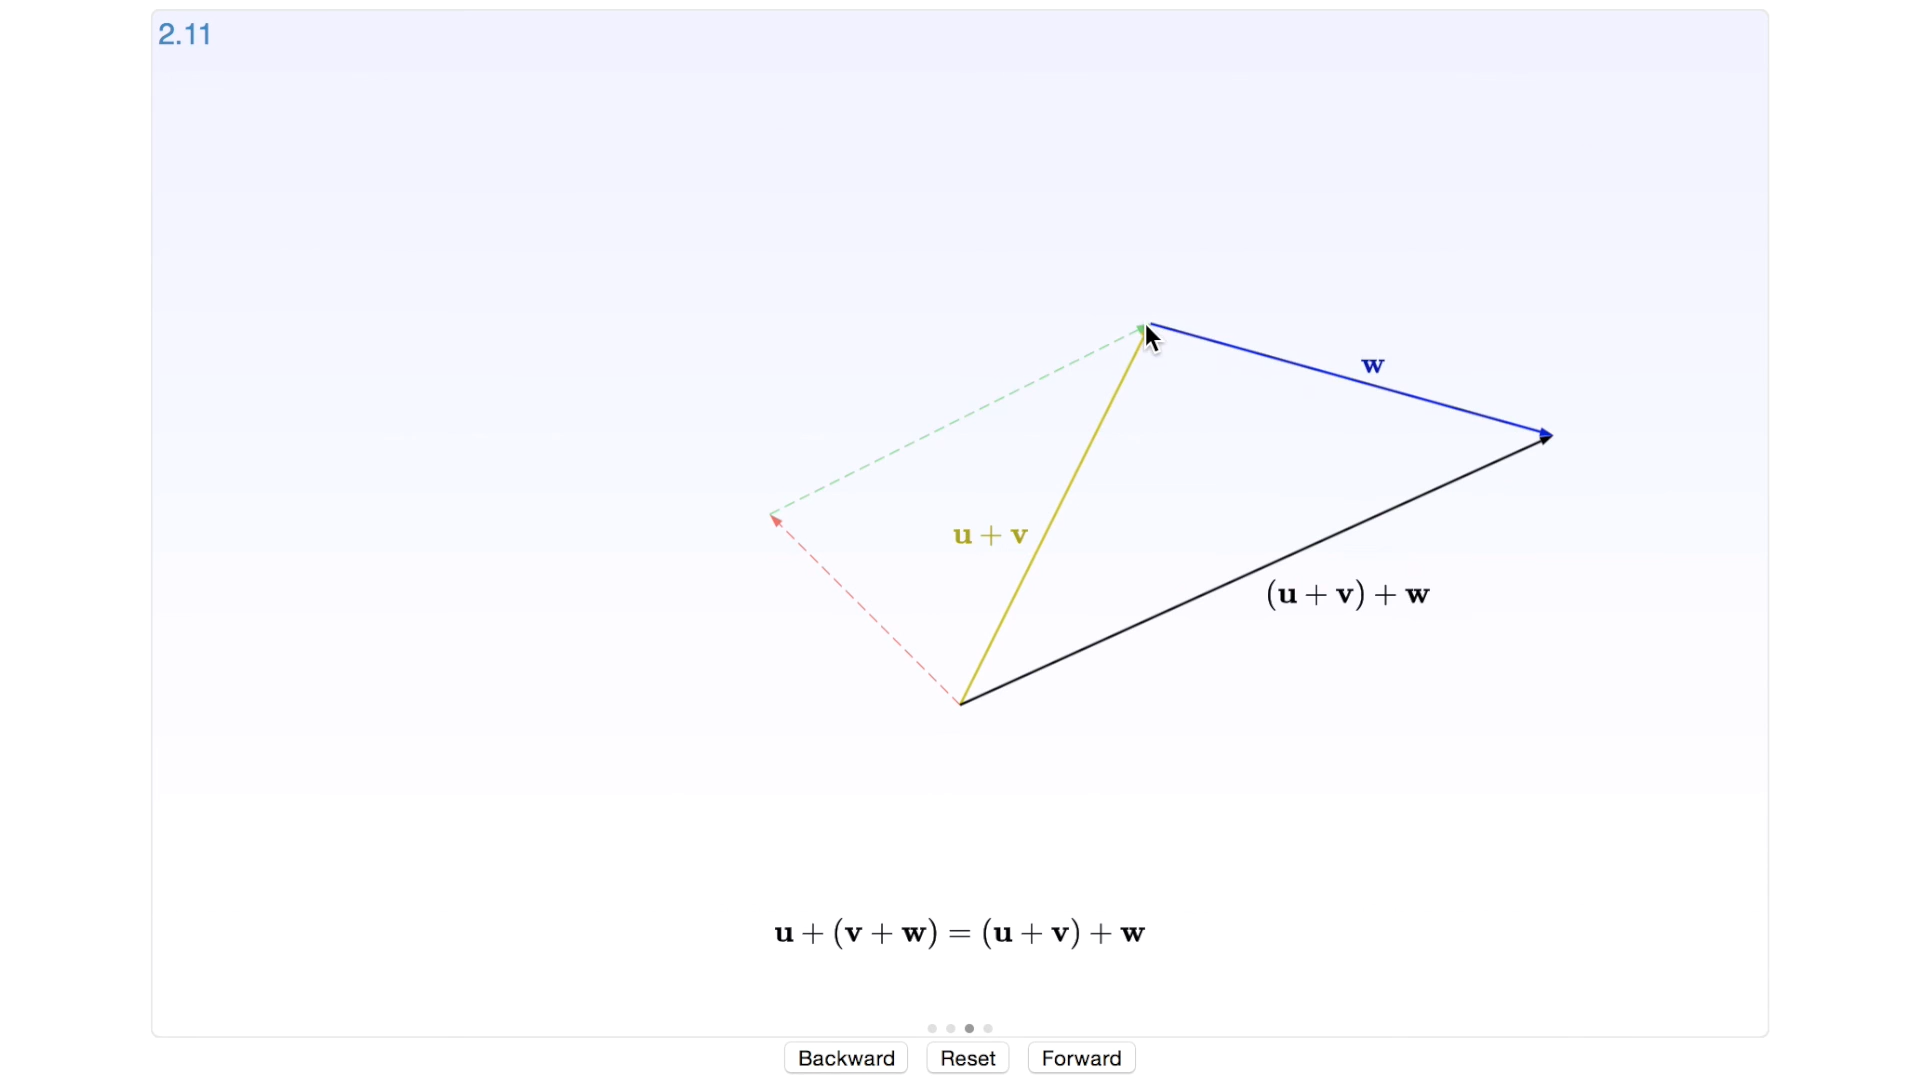 2.11
w
u + v
(u + v) + w
u + (v + w) = (u + v) + w
Backward Reset Forward